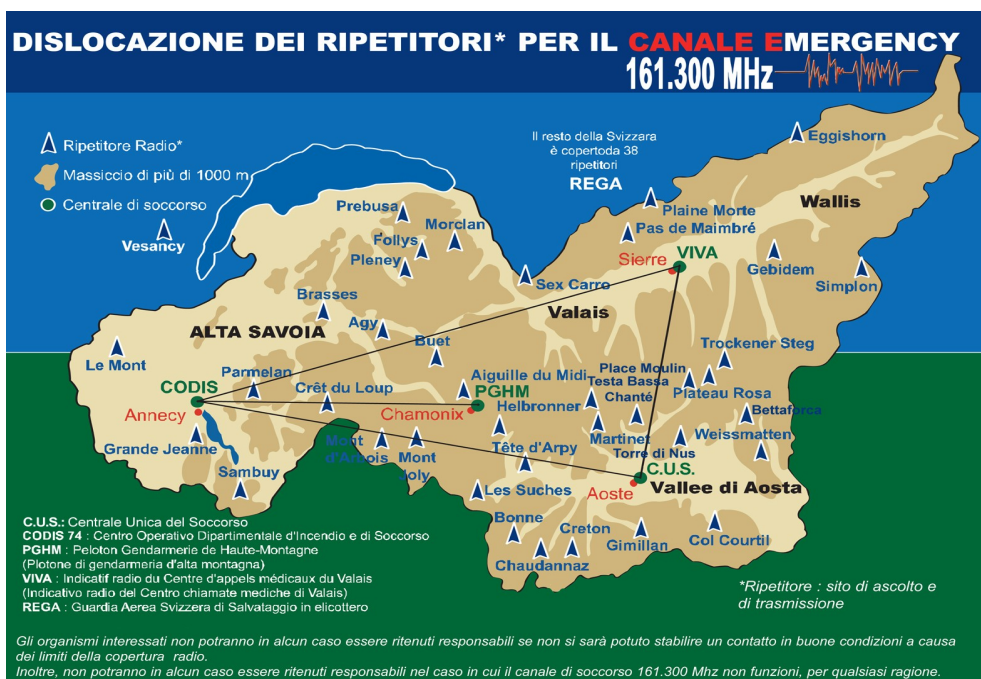 DISLOCAZIONE DEI RIPETITORI* PER IL CANALE EMERGENCY
161.300 MHz
Ripetitore Radio*
Massiccio di più di 1000 m
Centrale di soccorso
Il resto della Svizzara
è copertoda 38
ripetitori
REGA
Eggishorn
Wallis
Vesancy
Prebusa
Morclan
Follys
Pleney
Plaine Morte
Pas de Maimbré
Sierre
VIVA
Gebidem
Simplon
Sex Carro
Brasses
Valais
ALTA SAVOIA
Agy
Buet
Trockener Steg
Le Mont
Parmelan
Aiguille du Midi
Place Moulin
Testa Bassa
CODIS
Crêt du Loup
PGHM
Chanté
Plateau Rosa
Annecy
Chamonix
Helbronner
Bettaforca
Grande Jeanne
Mont
d'Arbois
Mont
Joly
Tête d'Arpy
Martinet
Torre di Nus
Weissmatten
Sambuy
C.U.S.
Les Suches
Aoste
Vallee di Aosta
Bonne
Creton
Gimillan
Col Courtil
Chaudannaz
C.U.S.: Centrale Unica del Soccorso
CODIS 74 : Centro Operativo Dipartimentale d'Incendio e di Soccorso
PGHM : Peloton Gendarmerie de Haute-Montagne
(Plotone di gendarmeria d'alta montagna)
VIVA : Indicatif radio du Centre d'appels médicaux du Valais
(Indicativo radio del Centro chiamate mediche di Valais)
REGA : Guardia Aerea Svizzera di Salvataggio in elicottero
*Ripetitore : sito di ascolto e
di trasmissione
Gli organismi interessati non potranno in alcun caso essere ritenuti responsabili se non si sarà potuto stabilire un contatto in buone condizioni a causa
dei limiti della copertura radio.
Inoltre, non potranno in alcun caso essere ritenuti responsabili nel caso in cui il canale di soccorso 161.300 Mhz non funzioni, per qualsiasi ragione.